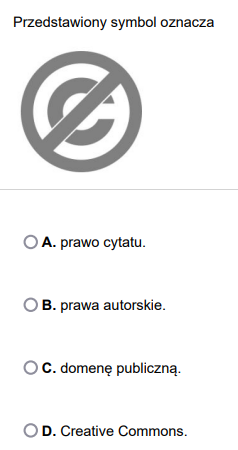 Przedstawiony symbol oznacza
A. prawo cytatu.
B. prawa autorskie.
C. domenę publiczną.
D. Creative Commons.